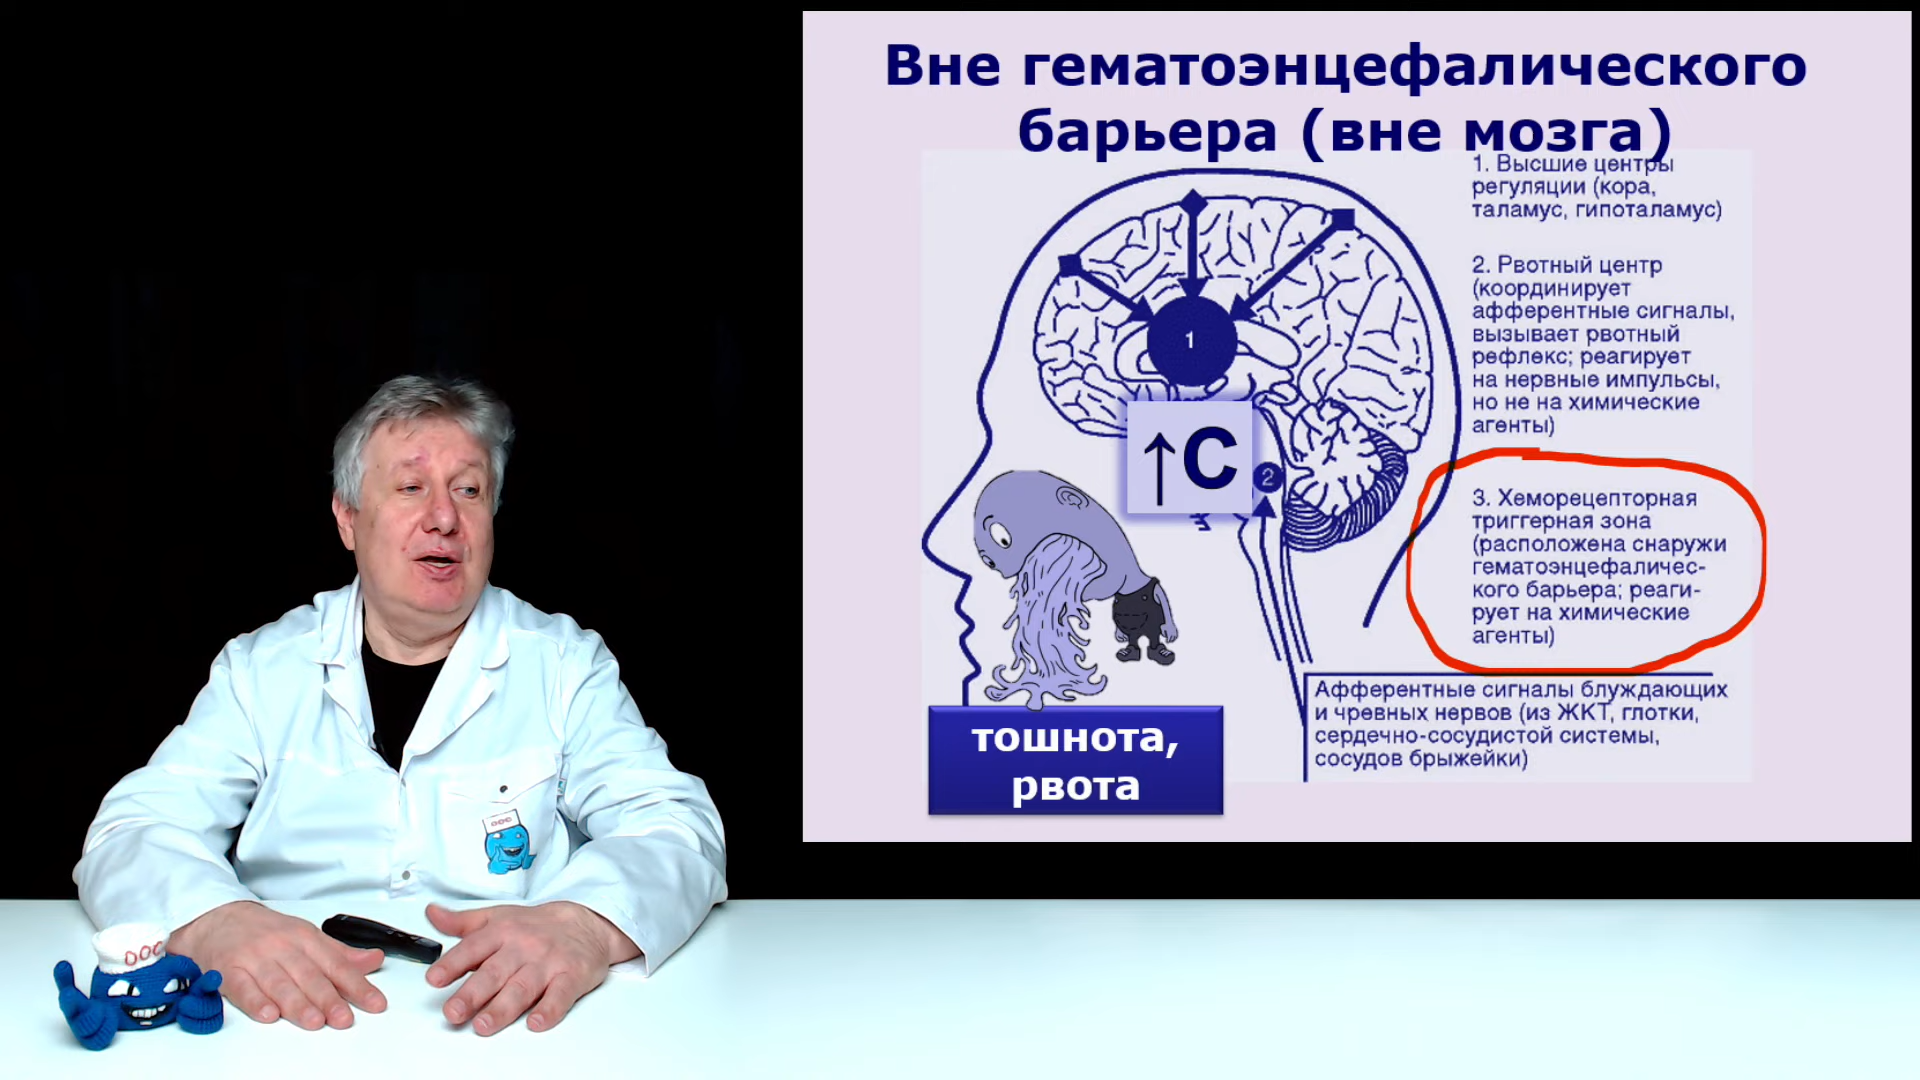 Вне гематоэнцефалического
барьера (вне мозга)
1. Высшие центры
регуляции (кора,
таламус, гипоталамус)
2. Рвотный центр
(координирует
афферентные сигналы,
вызывает рвотный
рефлекс; реагирует
на нервные импульсы,
но не на химические
агенты)
3. Хеморецепторная
триггерная зона
(расположена снаружи
гематоэнцефаличес-
кого барьера; реаги-
рует на химические
агенты)
Афферентные сигналы блуждающих
и чревных нервов (из ЖКТ, глотки,
сердечно-сосудистой системы,
сосудов брыжейки)
1
↑С
2
тошнота,
рвота
DOC
DOC